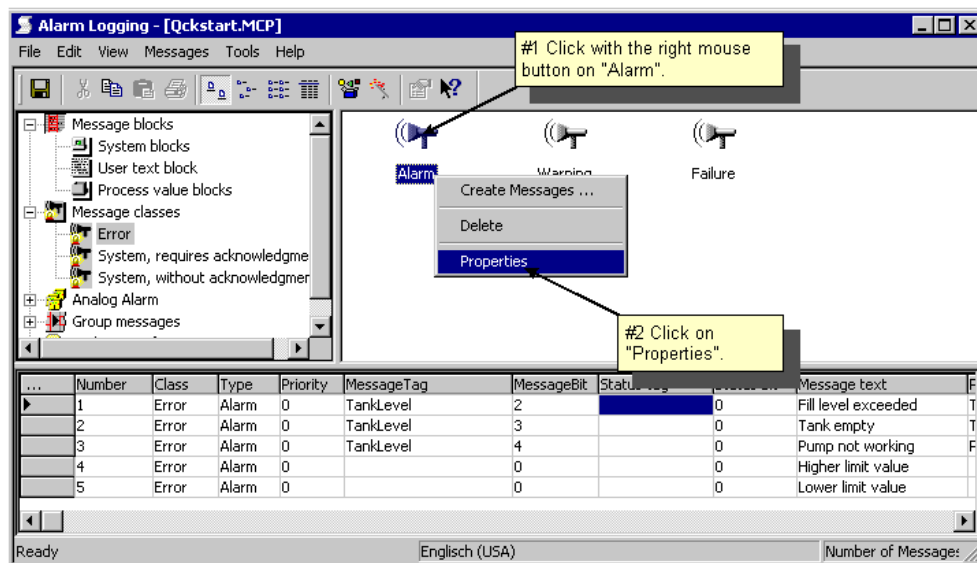 Alarm Logging - [Qckstart.MCP]
File Edit View Messages Tools Help
#1 Click with the right mouse
button on "Alarm".
Message blocks
System blocks
User text block
Process value blocks
Message classes
Error
System, requires acknowledgme
System, without acknowledgmer
Analog Alarm
Group messages
Alarm
Warning
Failure
Create Messages ...
Delete
Properties
#2 Click on
"Properties".
... Number Class Type Priority MessageTag MessageBit Status Message text F
1 Error Alarm 0 TankLevel 2 0 Fill level exceeded T
2 Error Alarm 0 TankLevel 3 0 Tank empty T
3 Error Alarm 0 TankLevel 4 0 Pump not working F
4 Error Alarm 0 0 0 Higher limit value
5 Error Alarm 0 0 0 Lower limit value
Ready Englisch (USA) Number of Message: